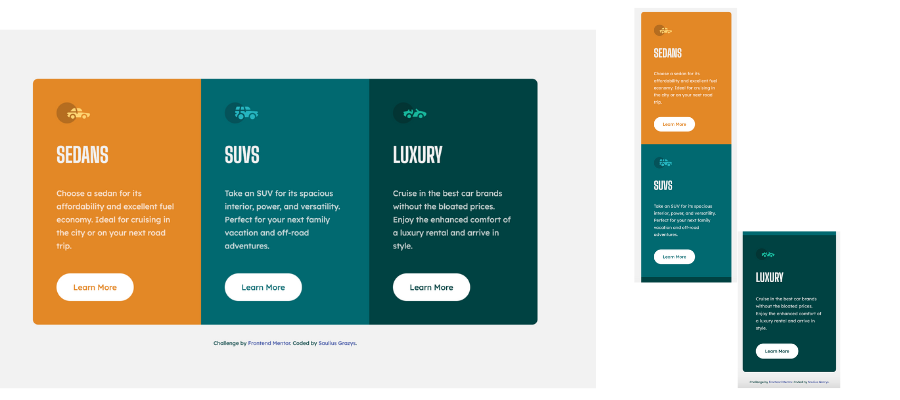 SEDANS
Choose a sedan for its
affordability and excellent fuel
economy. Ideal for cruising in
the city or on your next road
trip.
Learn More
SUVS
Take an SUV for its spacious
interior, power, and versatility.
Perfect for your next family
vacation and off-road
adventures.
Learn More
LUXURY
Cruise in the best car brands
without the bloated prices.
Enjoy the enhanced comfort of
a luxury rental and arrive in
style.
Learn More
Challenge by Frontend Mentor. Coded by Saulius Grazys.
SEDANS
Choose a sedan for its
affordability and excellent fuel
economy. Ideal for cruising in
the city or on your next road
trip.
Learn More
SUVS
Take an SUV for its spacious
interior, power, and versatility.
Perfect for your next family
vacation and off-road
adventures.
Learn More
LUXURY
Cruise in the best car brands
without the bloated prices.
Enjoy the enhanced comfort of
a luxury rental and arrive in
style.
Learn More
Challenge by Frontend Mentor. Coded by Saulius Grazys.